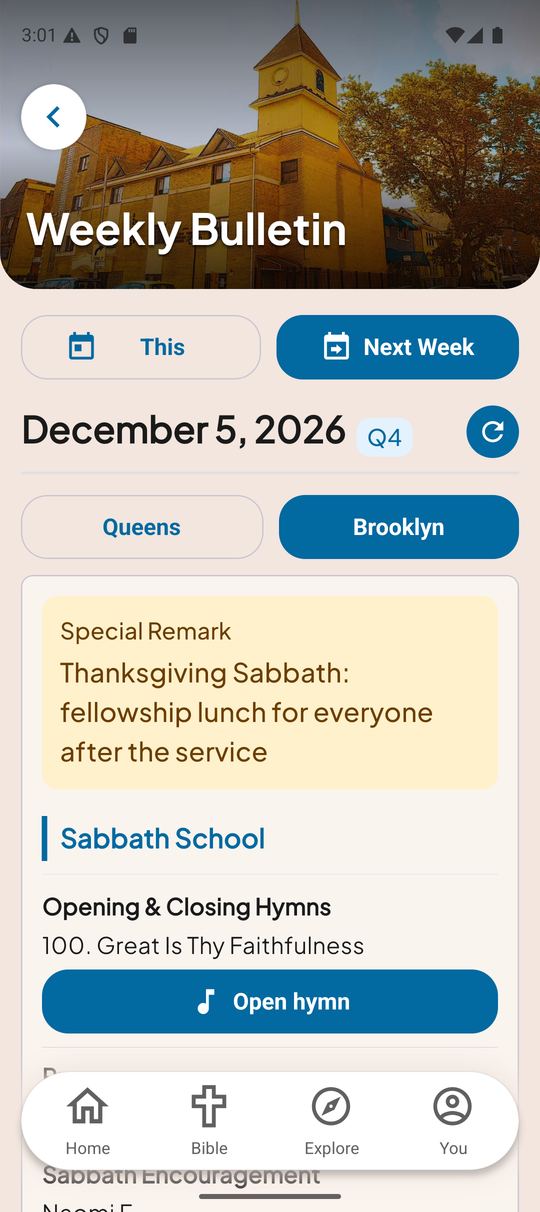 3:01
Weekly Bulletin
This
Next Week
December 5, 2026 Q4
Queens
Brooklyn
Special Remark
Thanksgiving Sabbath:
fellowship lunch for everyone
after the service
Sabbath School
Opening & Closing Hymns
100. Great Is Thy Faithfulness
Open hymn
Home
Bible
Explore
You
Sabbath Encouragement